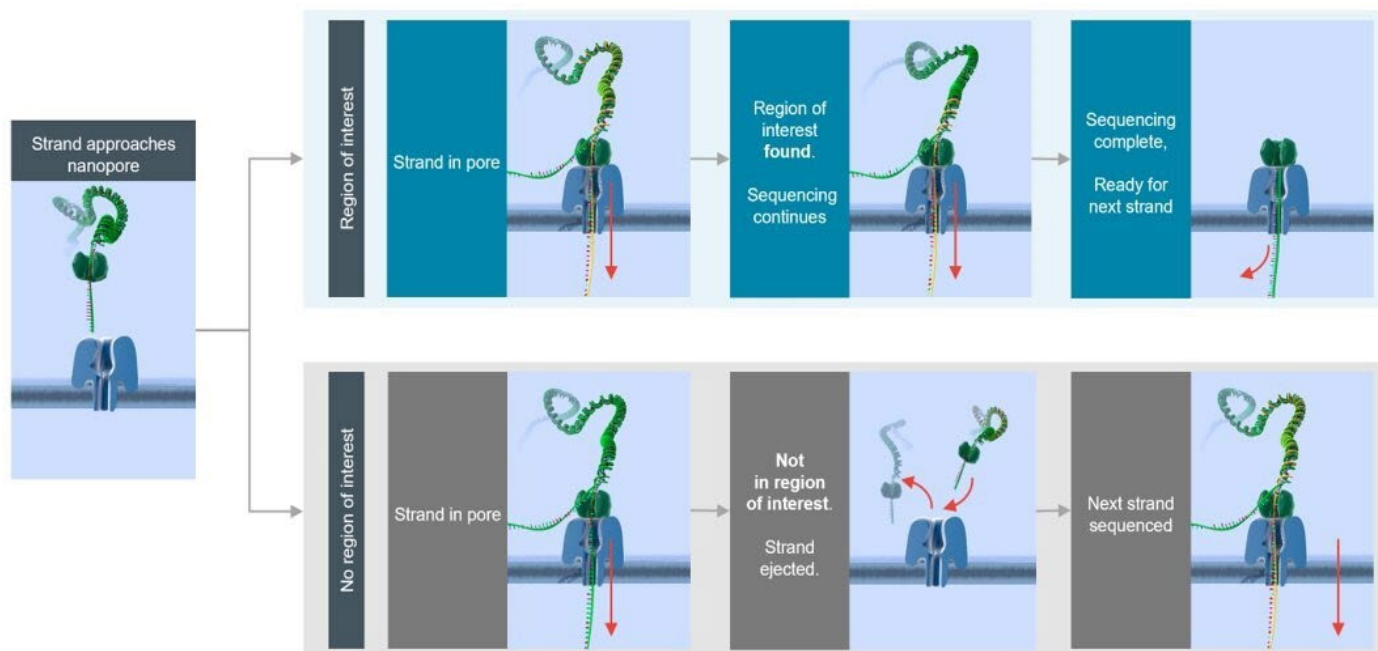 Strand approaches
nanopore
Region of interest
Strand in pore
Region of
interest
found.
Sequencing
continues
Sequencing
complete,
Ready for
next strand
No region of interest
Strand in pore
Not
in region
of interest.
Strand
ejected.
Next strand
sequenced